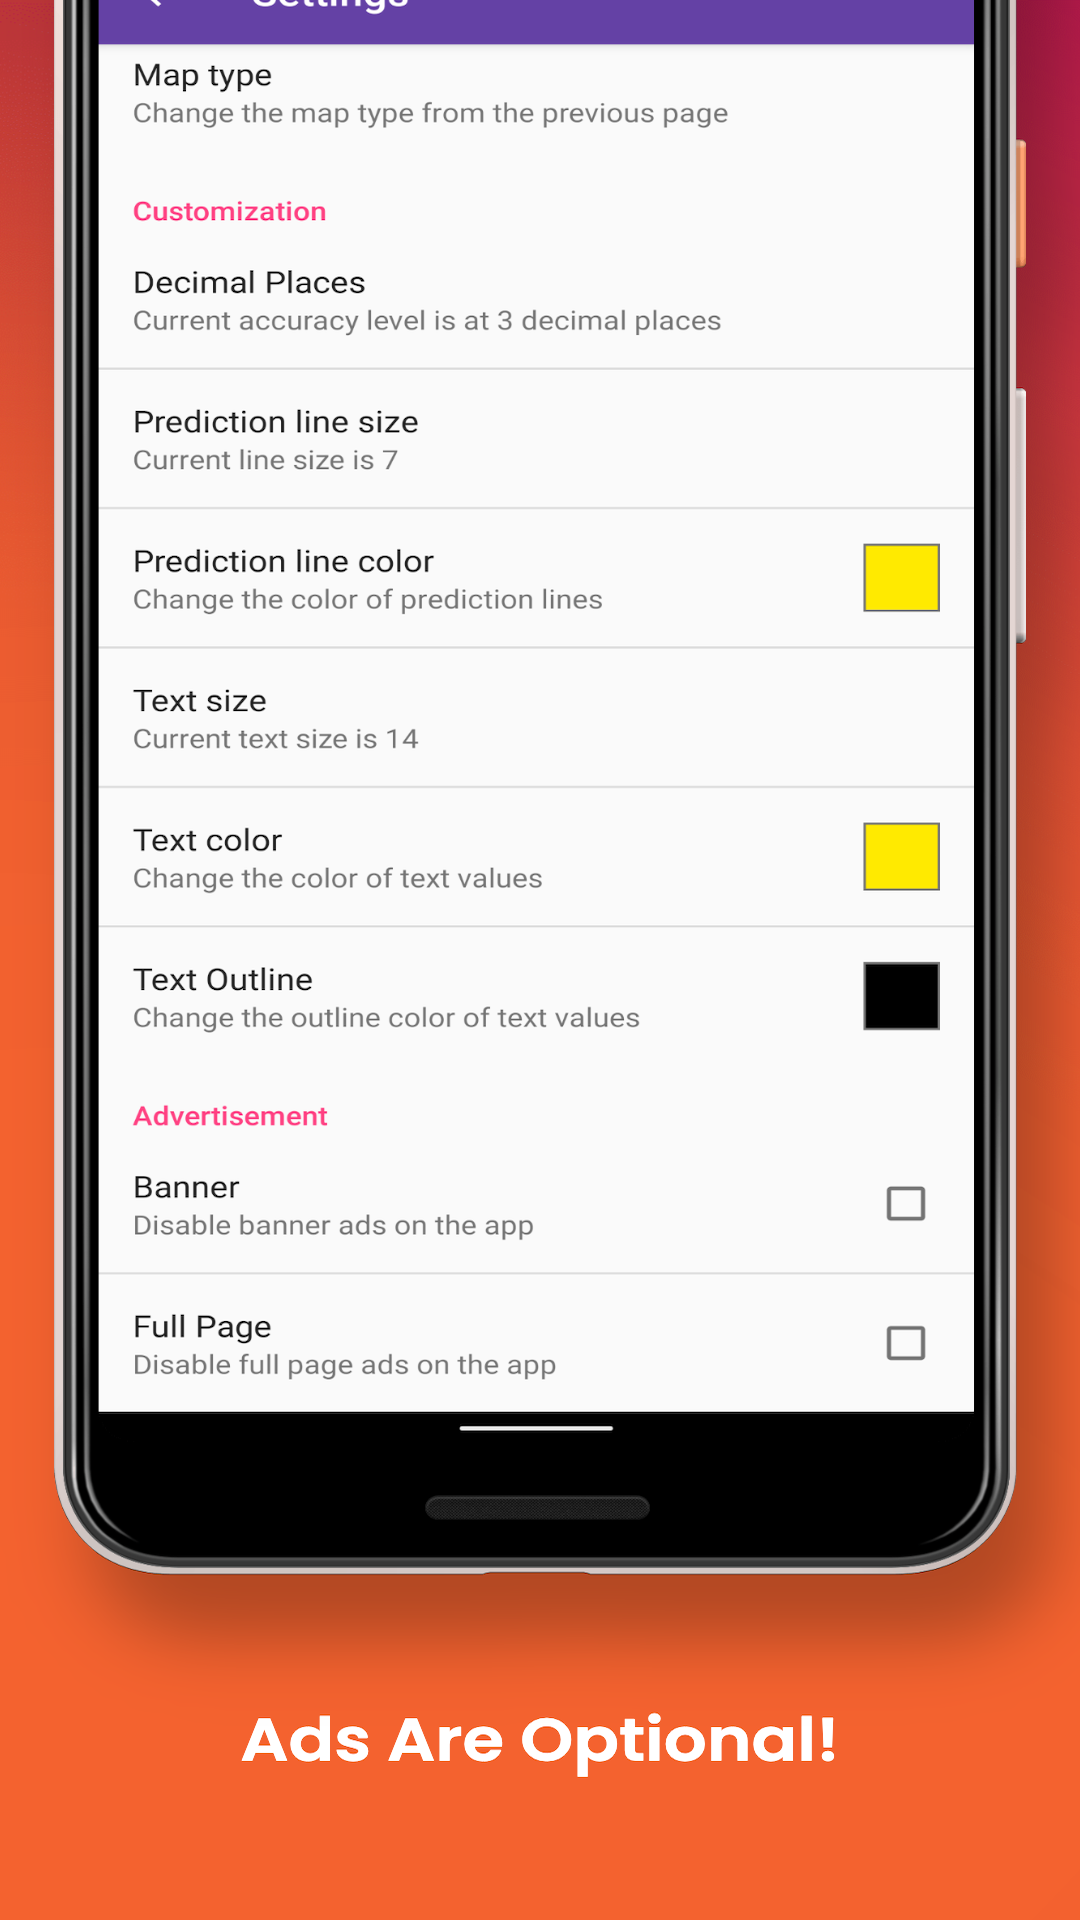 Settings
Map type
Change the map type from the previous page
Customization
Decimal Places
Current accuracy level is at 3 decimal places
Prediction line size
Current line size is 7
Prediction line color
Change the color of prediction lines
Text size
Current text size is 14
Text color
Change the color of text values
Text Outline
Change the outline color of text values
Advertisement
Banner
Disable banner ads on the app
Full Page
Disable full page ads on the app
Ads Are Optional!